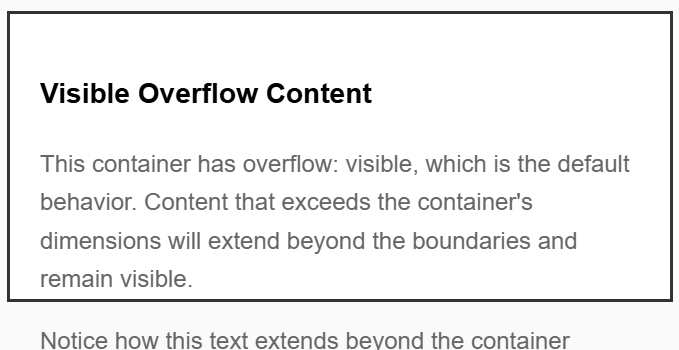 Visible Overflow Content
This container has overflow: visible, which is the default
behavior. Content that exceeds the container's
dimensions will extend beyond the boundaries and
remain visible.
Notice how this text extends beyond the container